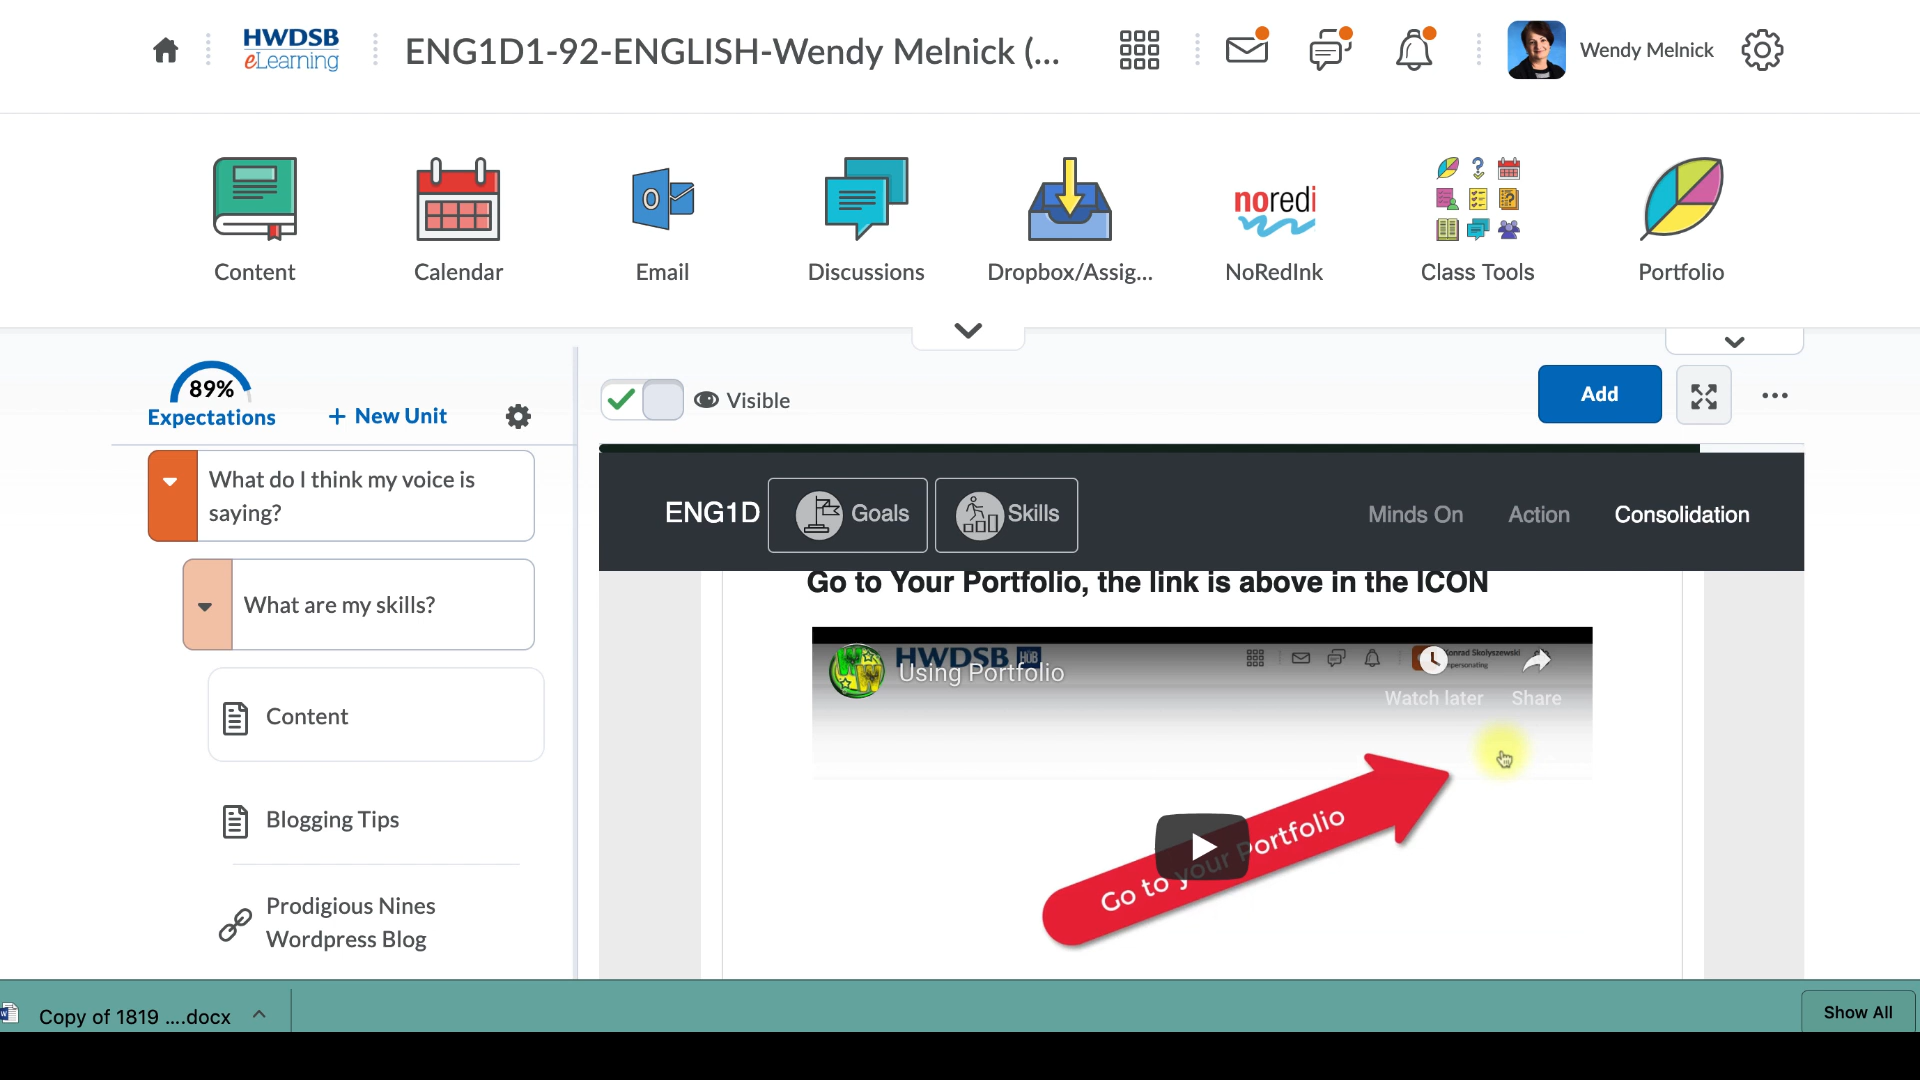 HWDSB
eLearning
ENG1D1-92-ENGLISH-Wendy Melnick (...
Wendy Melnick
noredi
Content
Calendar
Email
Discussions
Dropbox/Assig...
NoRedInk
Class Tools
Portfolio
89%
Expectations
+ New Unit
Visible
Add
What do I think my voice is
saying?
What are my skills?
Content
Blogging Tips
Prodigious Nines
Wordpress Blog
ENG1D
Goals
Skills
Minds On
Action
Consolidation
Go to Your Portfolio, the link is above in the ICON
HWDSB HUB
Using Portfolio
Konrad Skolyszewski
Watch later
Share
Go to your Portfolio
Copy of 1819 ....docx
Show All